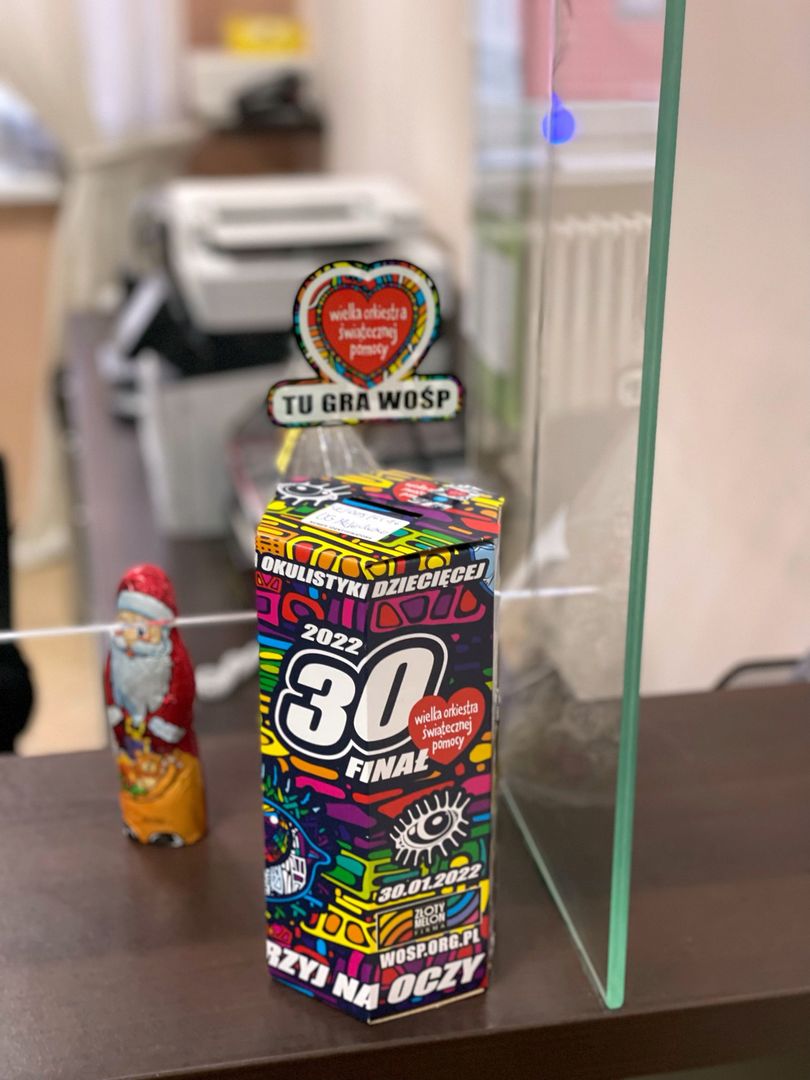 wielka orkiestra
świątecznej
pomocy
TU GRA WOŚP
OKULISTYKI DZIECIĘCEJ
2022
30
FINAŁ
wielka orkiestra
świątecznej
pomocy
30.01.2022
ZŁOTY
MELON
FIRMA
WOSP.ORG.PL
RZYJ NA OCZY